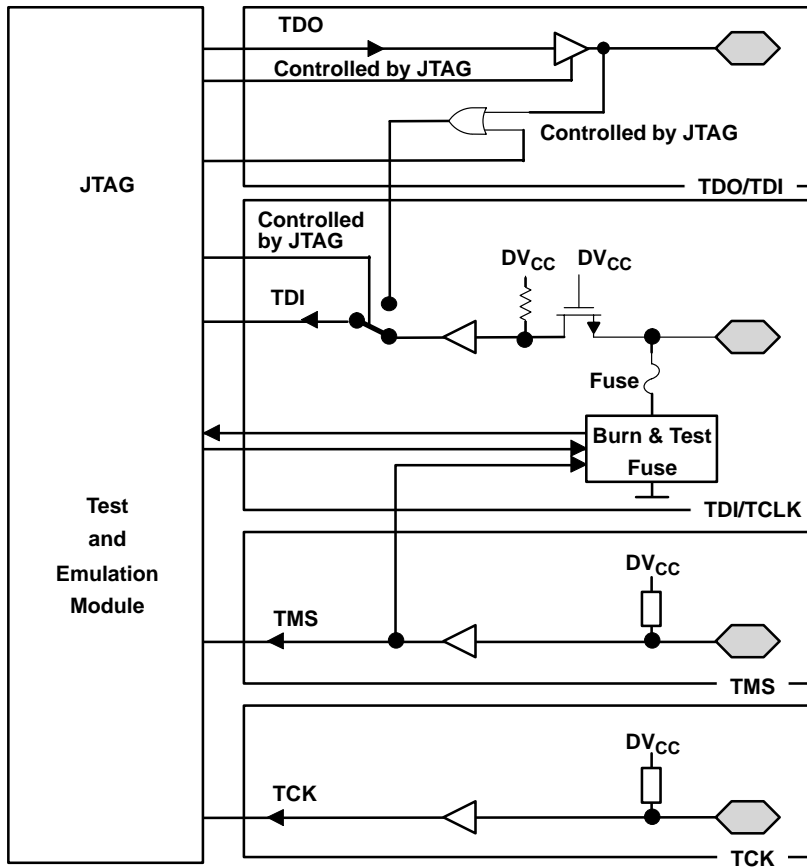 TDO
Controlled by JTAG
Controlled by JTAG
JTAG
TDO/TDI
Controlled
by JTAG
DVCC
DVCC
TDI
Fuse
Burn & Test
Fuse
TDI/TCLK
Test
and
Emulation
Module
DVCC
TMS
TMS
DVCC
TCK
TCK